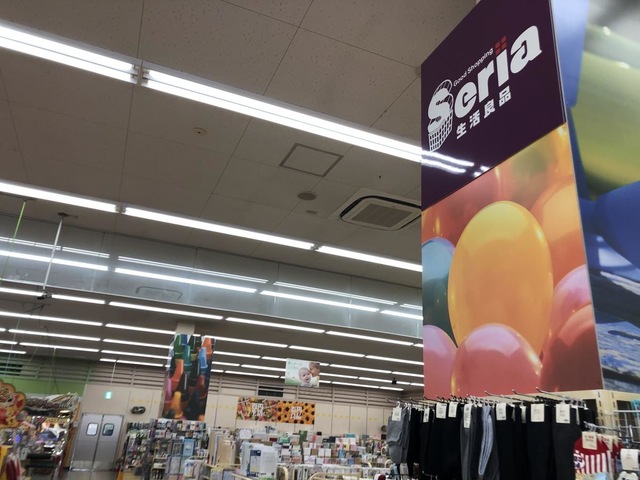 Good Shopping
Seria
生活良品